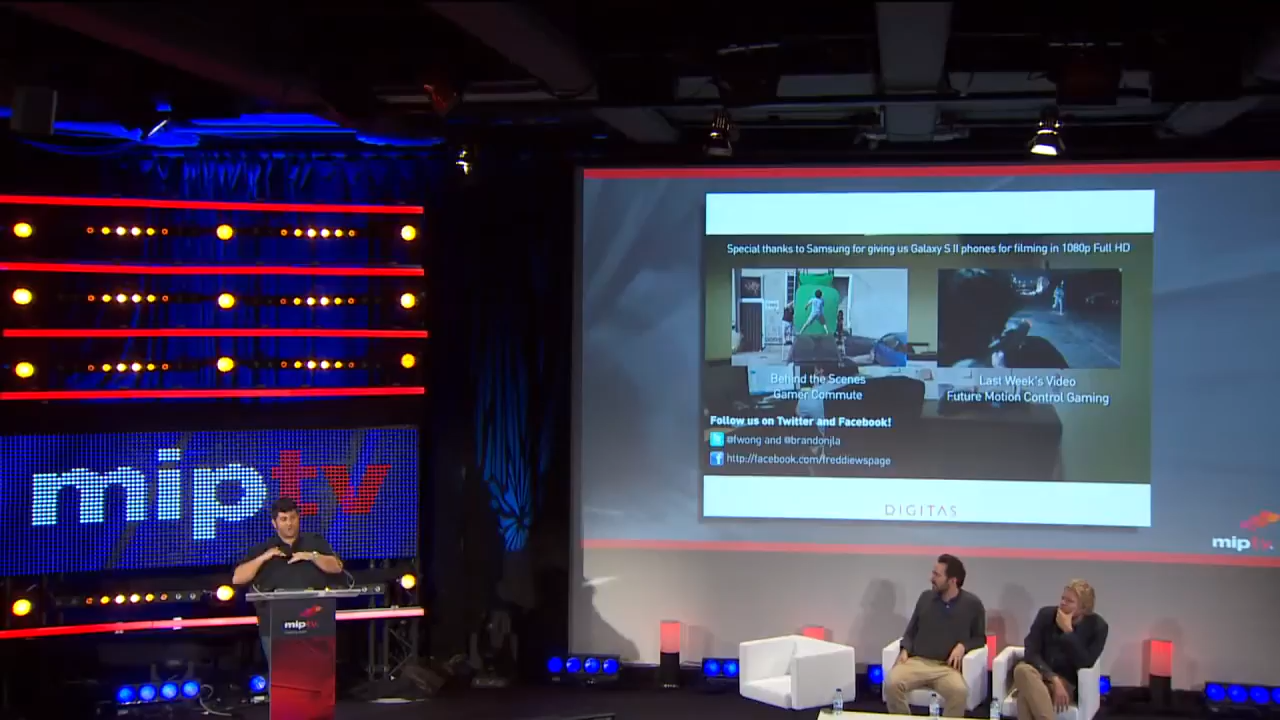 Special thanks to Samsung for giving us Galaxy S II phones for filming in 1080p Full HD
Behind the Scenes
Gamer Commute
Last Week's Video
Future Motion Control Gaming
Follow us on Twitter and Facebook!
@fwong and @brandonjla
http://facebook.com/freddiewspage
DIGITAS
miptv.
miptv
miptv.